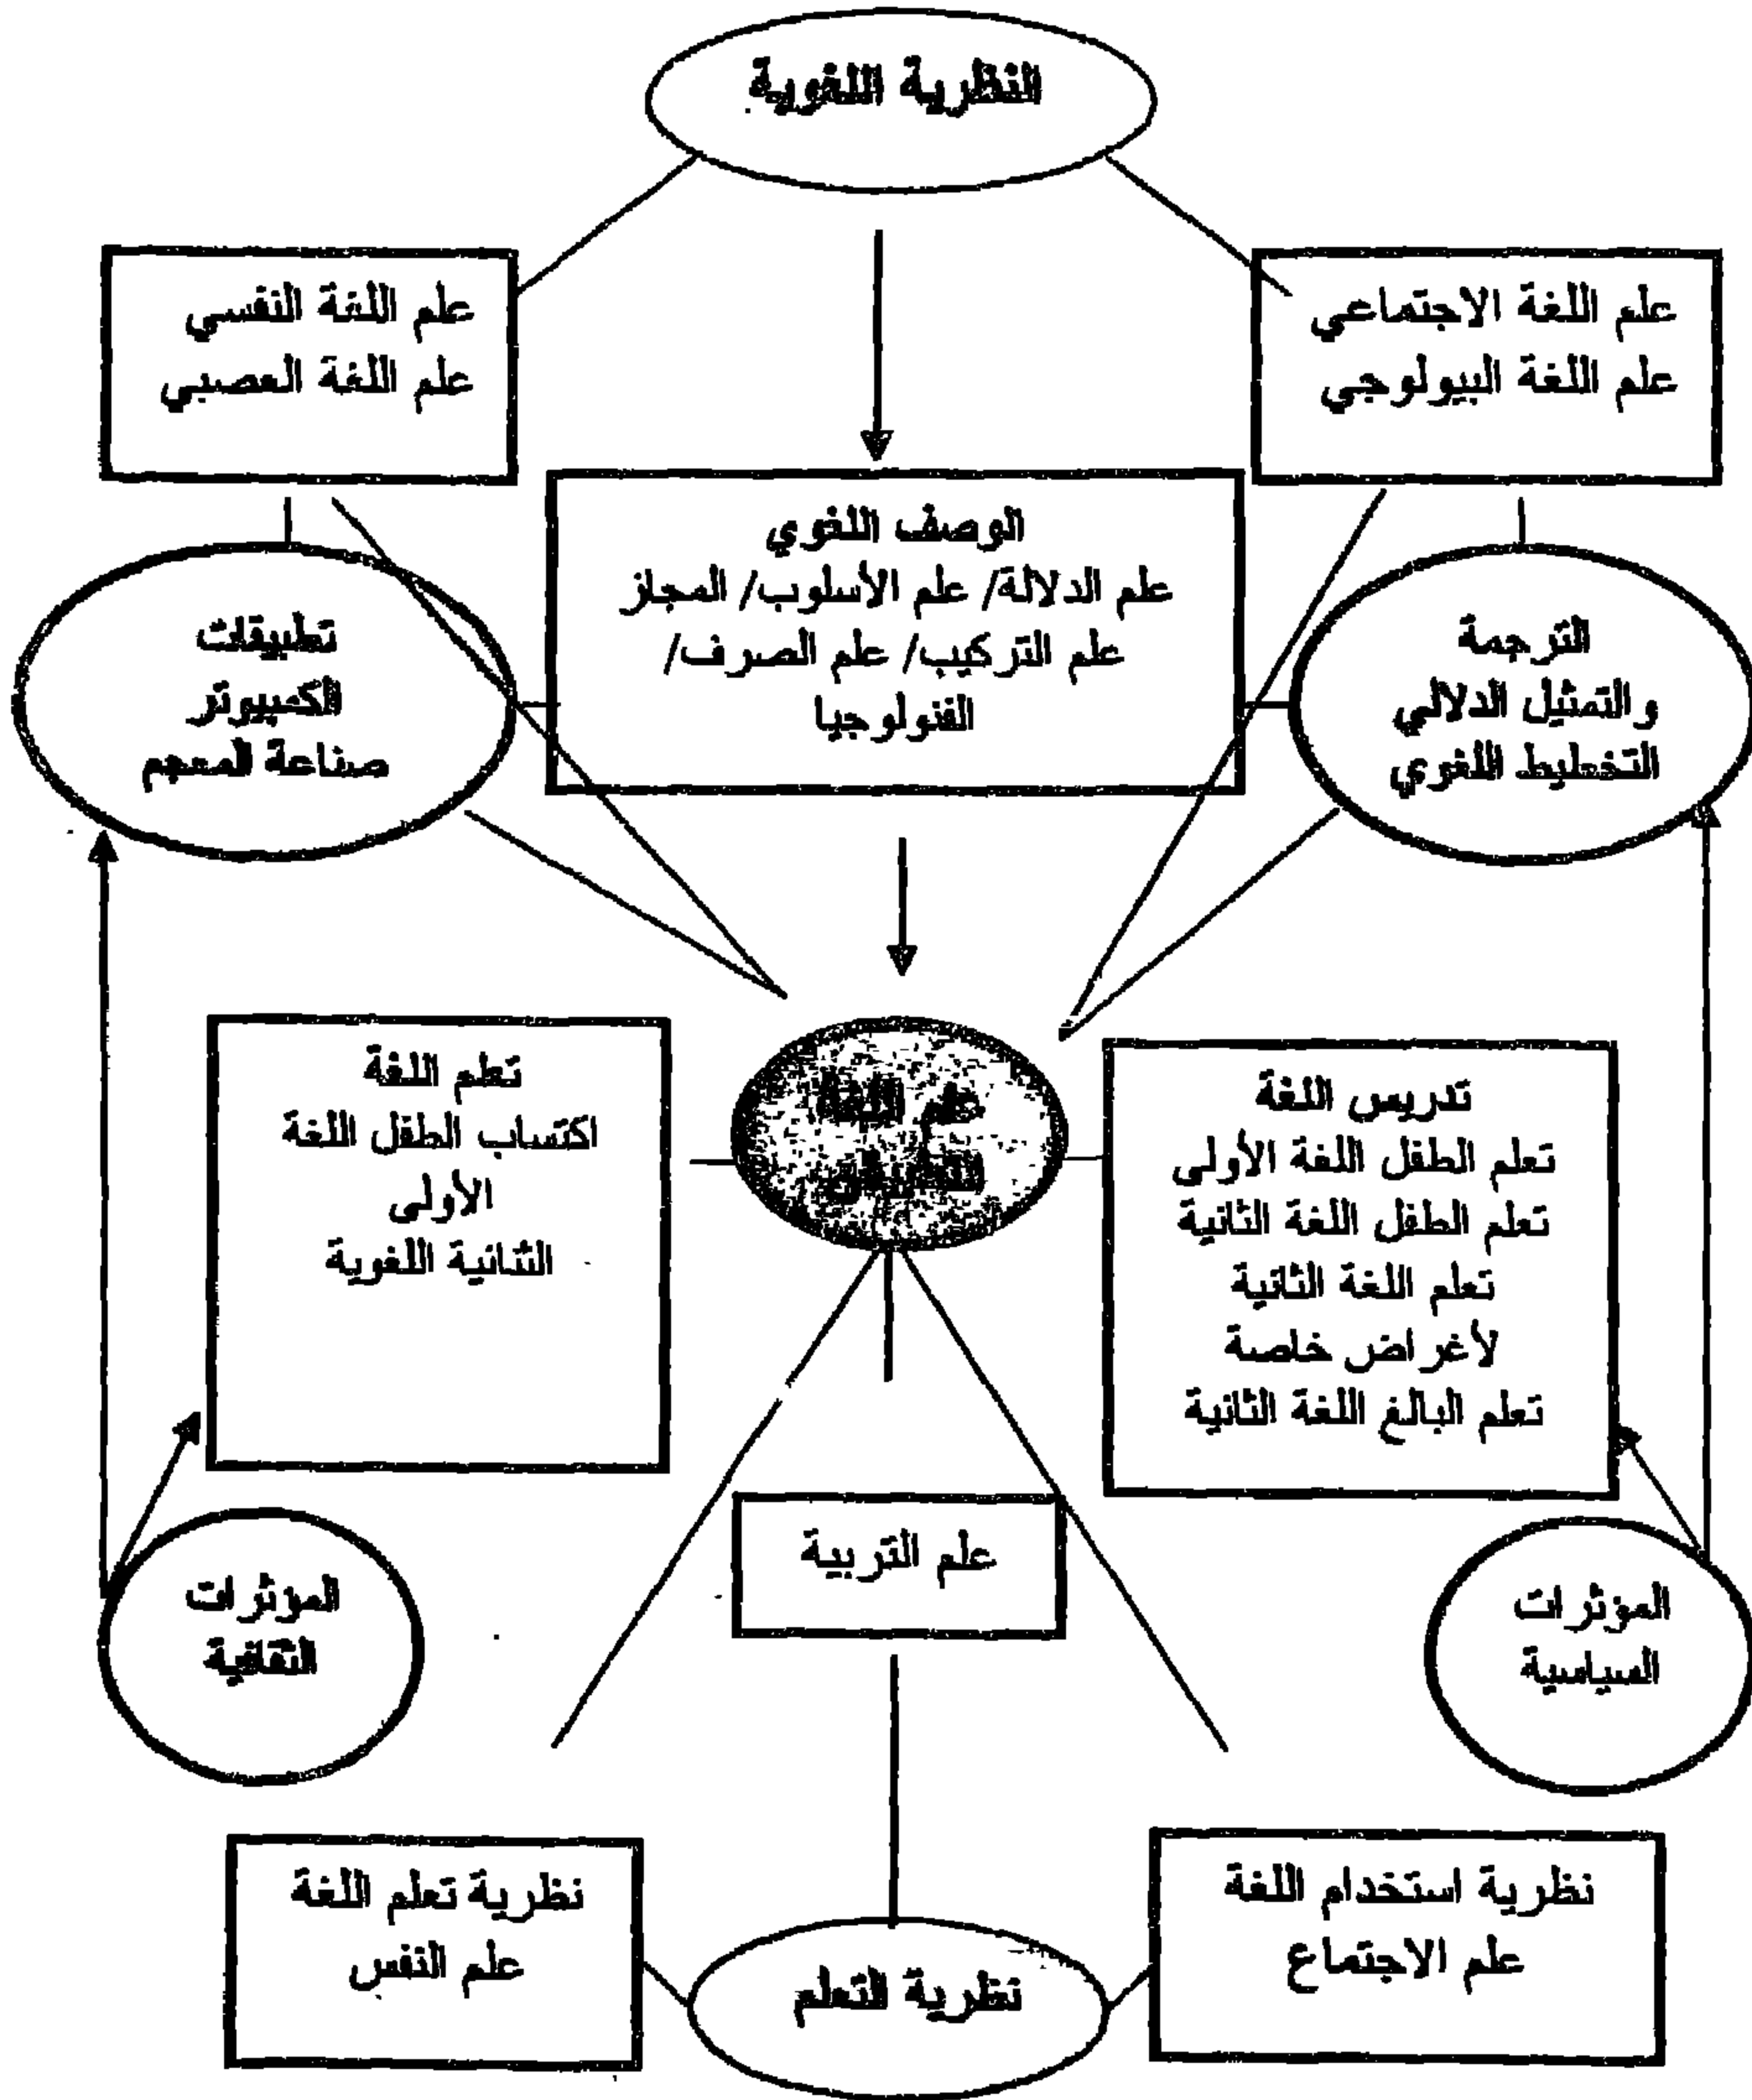 النظرية اللغوية
علم اللغة الاجتماعي
علم اللغة البيولوجي
علم اللغة النفسي
علم اللغة العصبي
الوصف اللغوي
علم الدلالة/ علم الأسلوب/ المجاز
علم التركيب/ علم الصرف/
الفنولوجيا
الترجمة
والتمثيل الدلالي
التخطيط اللغوي
تطبيقات
الكمبيوتر
صناعة المعجم
تدريس اللغة
تعلم الطفل اللغة الأولى
تعلم الطفل اللغة الثانية
تعلم اللغة الثانية
لأغراض خاصة
تعلم البالغ اللغة الثانية
علم اللغة
التطبيقي
تعلم اللغة
اكتساب الطفل اللغة
الأولى
الثنائية اللغوية
علم التربية
المؤثرات
السياسية
المؤثرات
الثقافية
نظرية استخدام اللغة
علم الاجتماع
نظرية التعلم
نظرية تعلم اللغة
علم النفس